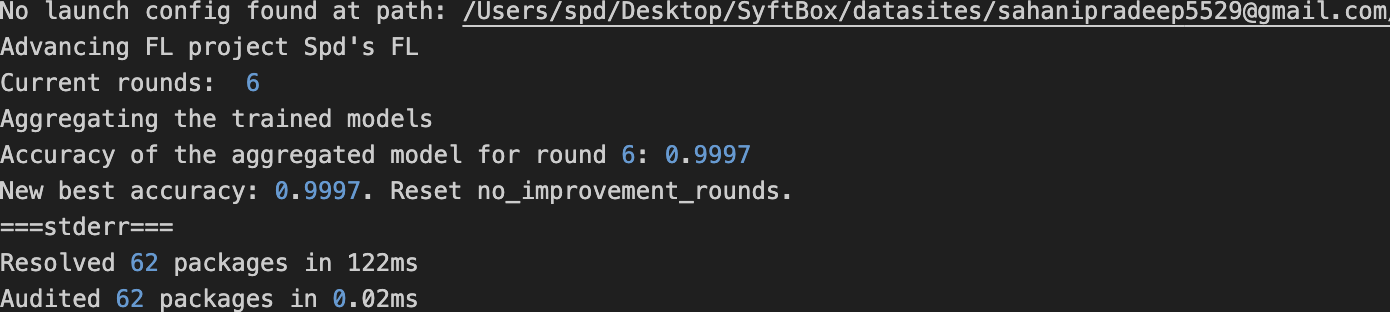 No launch config found at path: /Users/spd/Desktop/SyftBox/datasites/sahanipradeep5529@gmail.com/
Advancing FL project Spd's FL
Current rounds:  6
Aggregating the trained models
Accuracy of the aggregated model for round 6: 0.9997
New best accuracy: 0.9997. Reset no_improvement_rounds.
===stderr===
Resolved 62 packages in 122ms
Audited 62 packages in 0.02ms